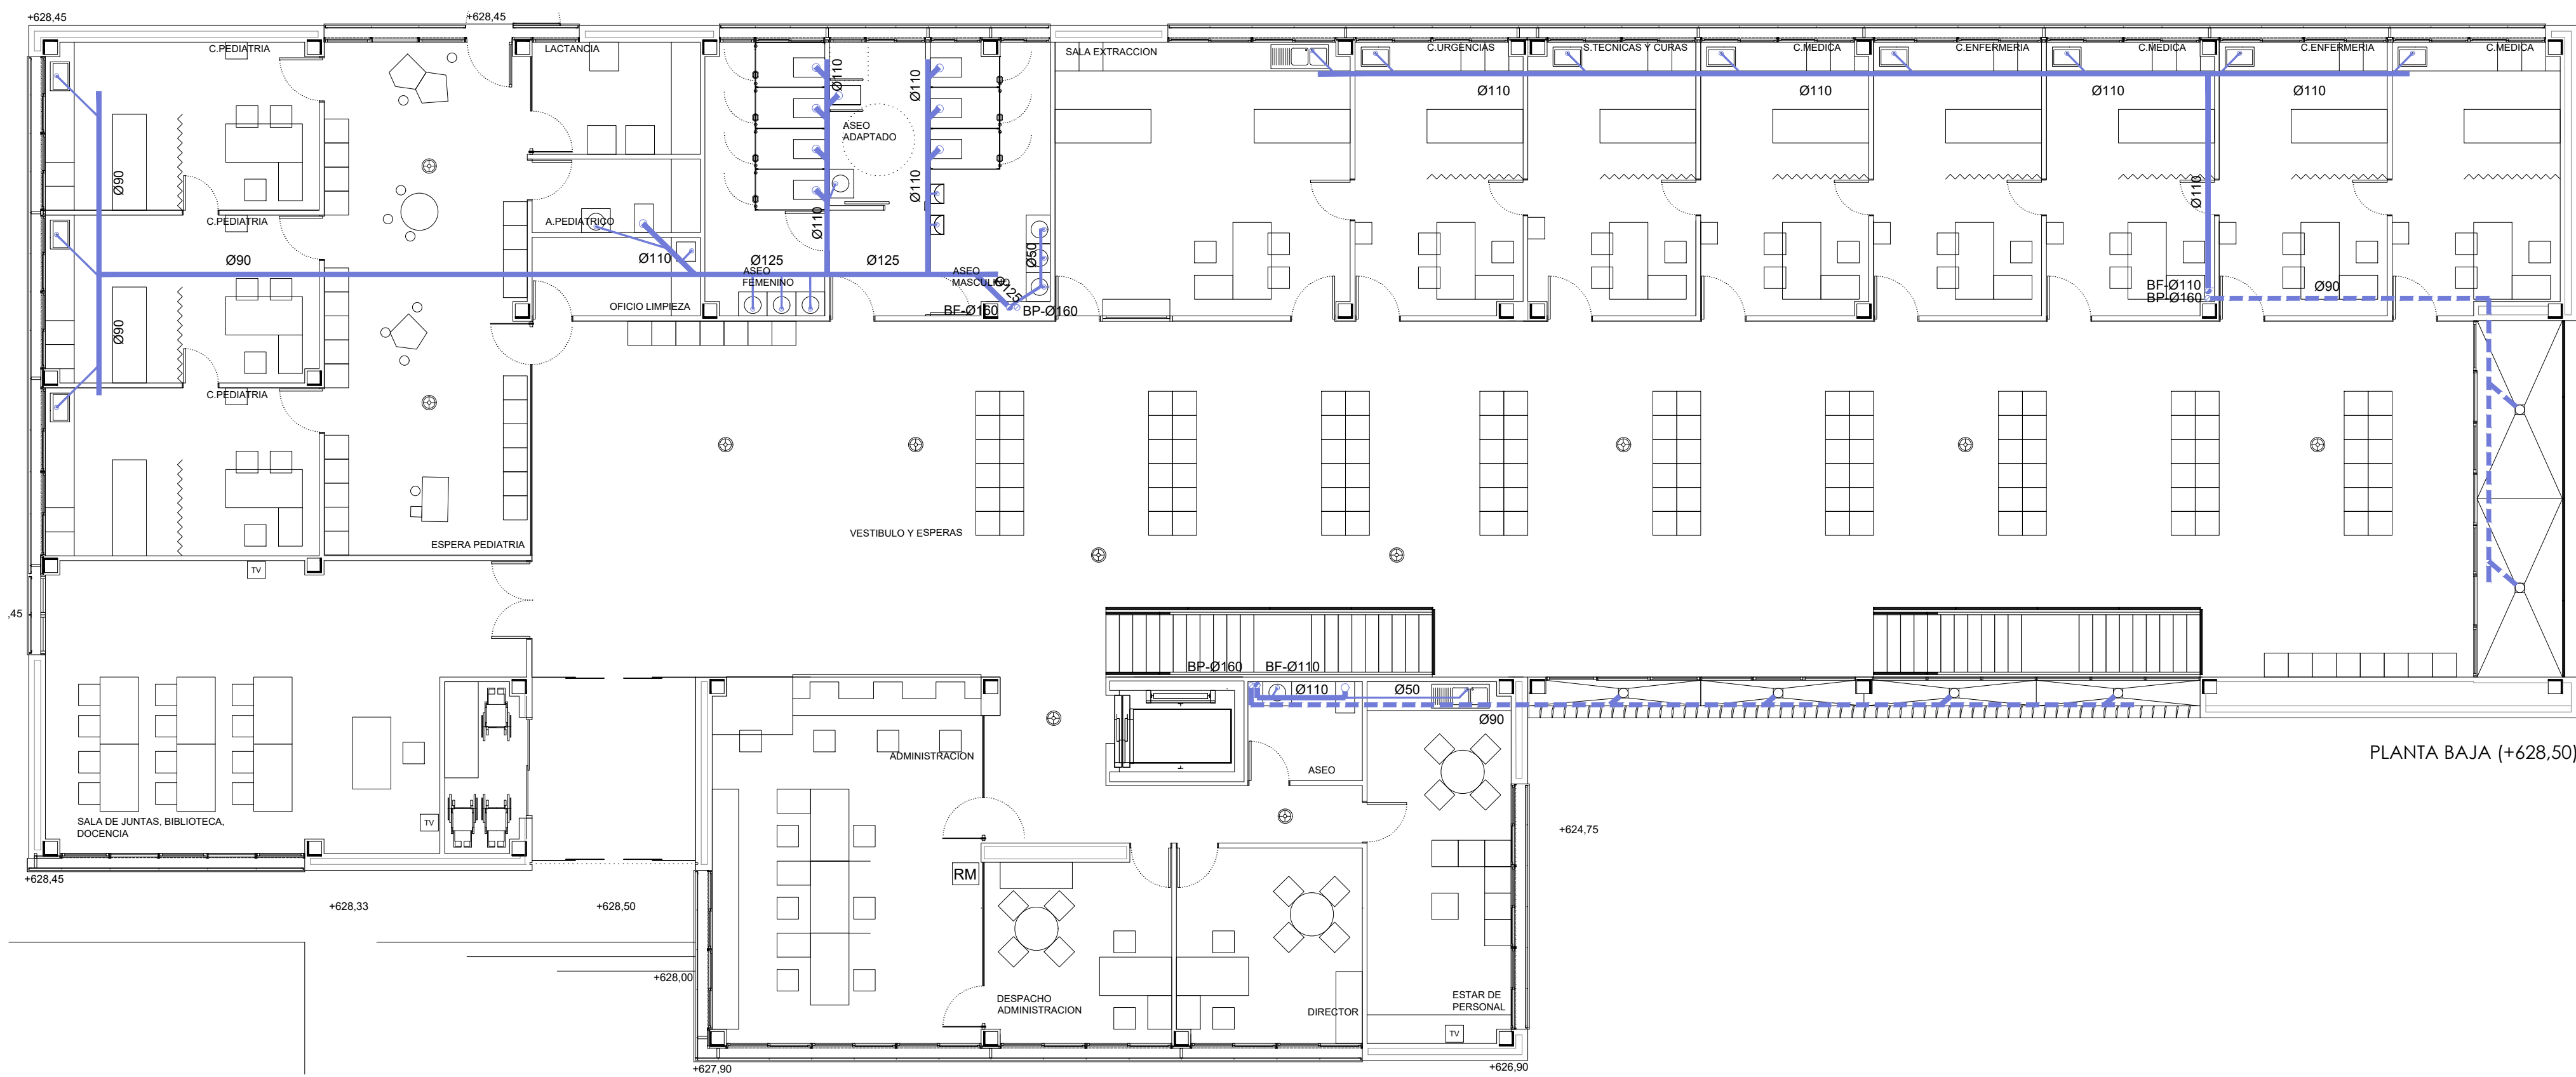 +628,45
+628,45
C.PEDIATRIA
LACTANCIA
SALA EXTRACCION
C.URGENCIAS
S.TECNICAS Y CURAS
C.MEDICA
C.ENFERMERIA
C.MEDICA
C.ENFERMERIA
C.MEDICA
Ø110
Ø110
Ø110
Ø110
Ø110
Ø110
ASEO
ADAPTADO
Ø90
Ø110
Ø110
Ø110
C.PEDIATRIA
A.PEDIATRICO
Ø90
Ø110
Ø125
Ø125
Ø50
ASEO
FEMENINO
ASEO
MASCULINO
Ø125
OFICIO LIMPIEZA
BF-Ø160
BP-Ø160
BF-Ø110
BP-Ø160
Ø90
Ø90
C.PEDIATRIA
VESTIBULO Y ESPERAS
ESPERA PEDIATRIA
TV
,45
BP-Ø160
BF-Ø110
Ø110
Ø50
Ø90
PLANTA BAJA (+628,50)
ADMINISTRACION
ASEO
SALA DE JUNTAS, BIBLIOTECA,
DOCENCIA
TV
+624,75
RM
+628,45
+628,33
+628,50
+628,00
DESPACHO
ADMINISTRACION
DIRECTOR
ESTAR DE
PERSONAL
TV
+627,90
+626,90